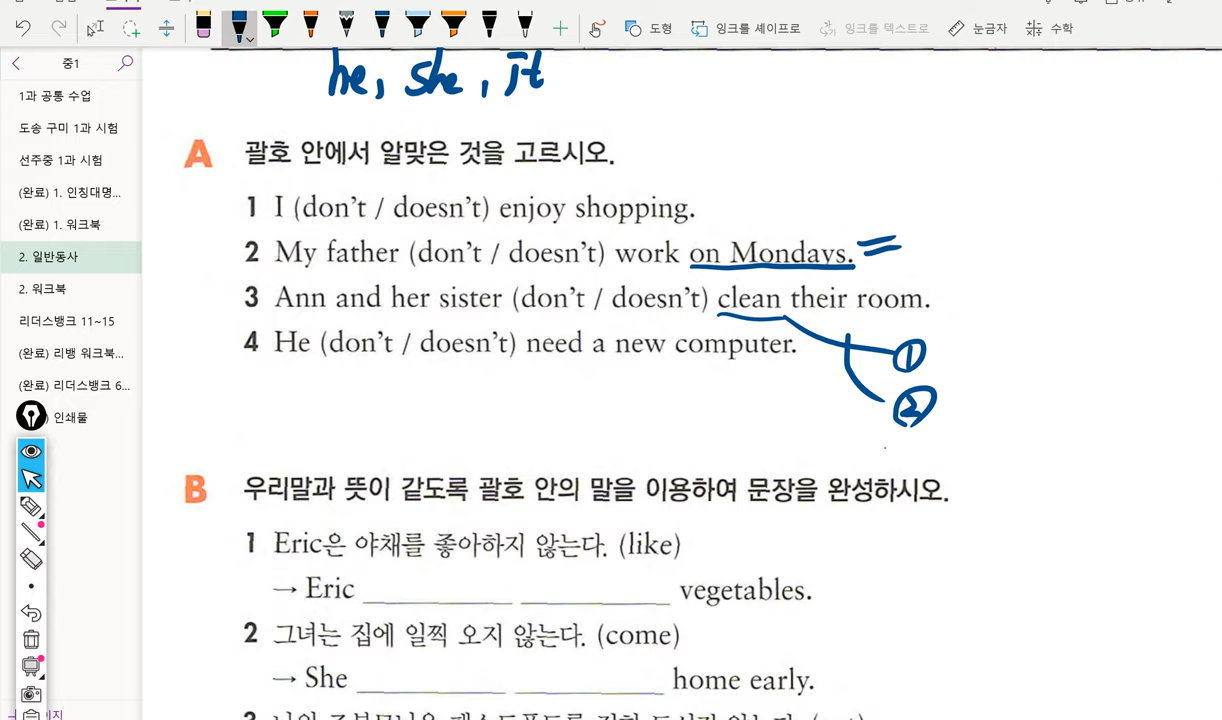 도형
잉크를 셰이프로
잉크를 텍스트로
눈금자
수학
중1
1과 공통 수업
도송 구미 1과 시험
선주중 1과 시험
(완료) 1. 인칭대명...
(완료) 1. 워크북
2. 일반동사
2. 워크북
리더스뱅크 11~15
(완료) 리뱅 워크북...
(완료) 리더스뱅크 6...
인쇄물
he, she, it
A 괄호 안에서 알맞은 것을 고르시오.
1 I (don't / doesn't) enjoy shopping.
2 My father (don't / doesn't) work on Mondays.
3 Ann and her sister (don't / doesn't) clean their room.
4 He (don't / doesn't) need a new computer.
①
②
B 우리말과 뜻이 같도록 괄호 안의 말을 이용하여 문장을 완성하시오.
1 Eric은 야채를 좋아하지 않는다. (like)
→ Eric ________ ________ vegetables.
2 그녀는 집에 일찍 오지 않는다. (come)
→ She ________ ________ home early.